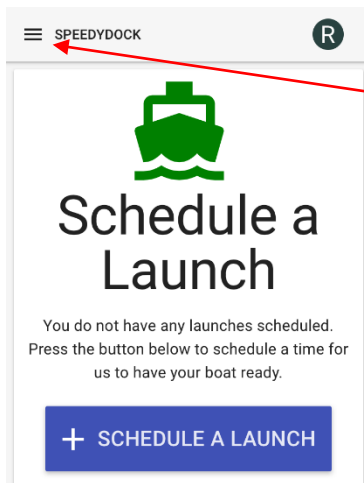 SPEEDYDOCK
R
Schedule a
Launch
You do not have any launches scheduled.
Press the button below to schedule a time for
us to have your boat ready.
+ SCHEDULE A LAUNCH